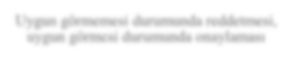 Uygun görmemesi durumunda reddetmesi,
uygun görmesi durumunda onaylaması